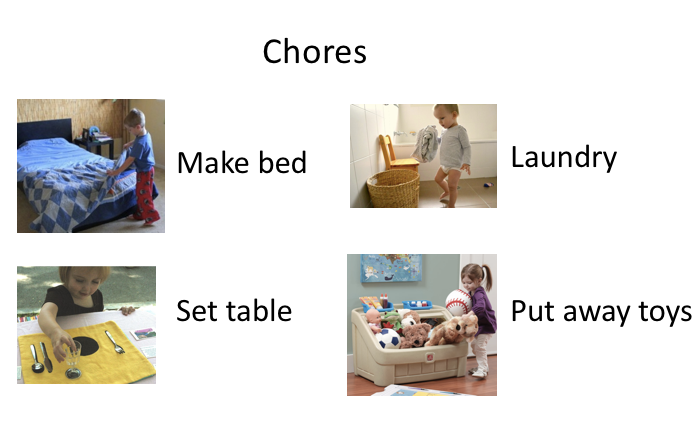 Chores
Make bed
Laundry
Set table
Put away toys